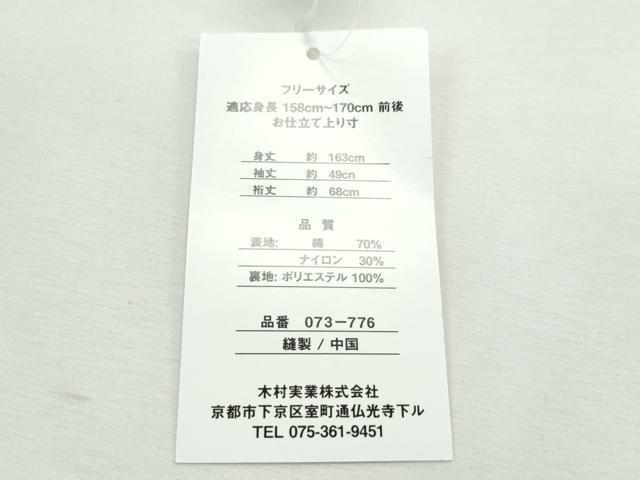 フリーサイズ
適応身長 158cm~170cm 前後
お仕立て上り寸
身丈 約 163cm
袖丈 約 49cn
裄丈 約 68cm
品質
表地: 綿 70%
ナイロン 30%
裏地: ポリエステル 100%
品番 073-776
縫製 / 中国
木村実業株式会社
京都市下京区室町通仏光寺下ル
TEL 075-361-9451